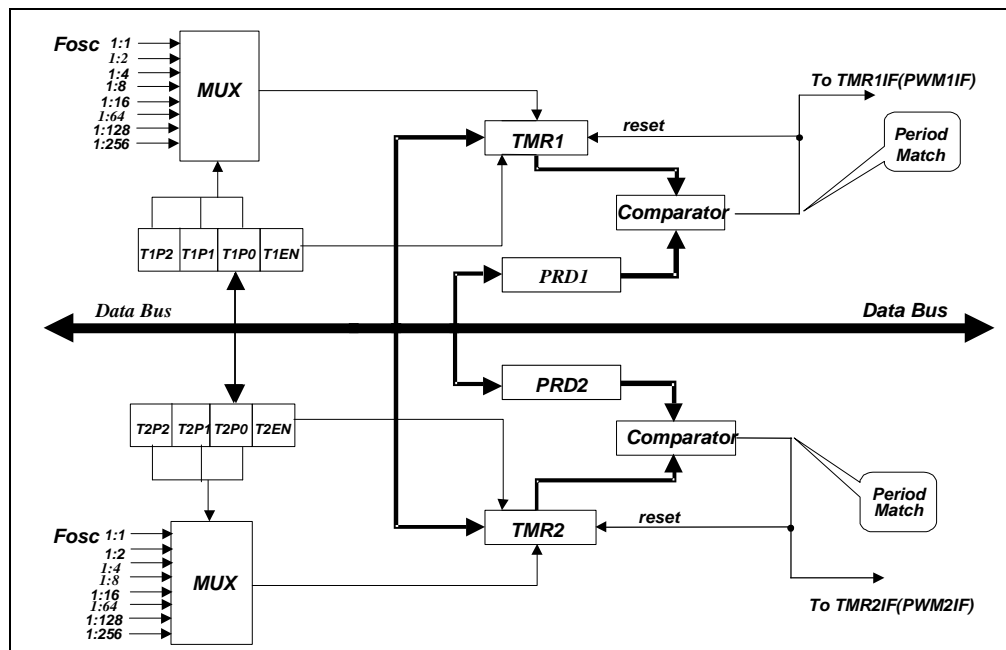 Fosc 1:1
1:2
1:4
1:8
1:16
1:64
1:128
1:256
MUX
To TMR1IF(PWM1IF)
TMR1
reset
Period
Match
Comparator
T1P2 T1P1 T1P0 T1EN
PRD1
Data Bus
Data Bus
PRD2
T2P2 T2P1 T2P0 T2EN
Comparator
Period
Match
TMR2
reset
Fosc 1:1
1:2
1:4
1:8
1:16
1:64
1:128
1:256
MUX
To TMR2IF(PWM2IF)